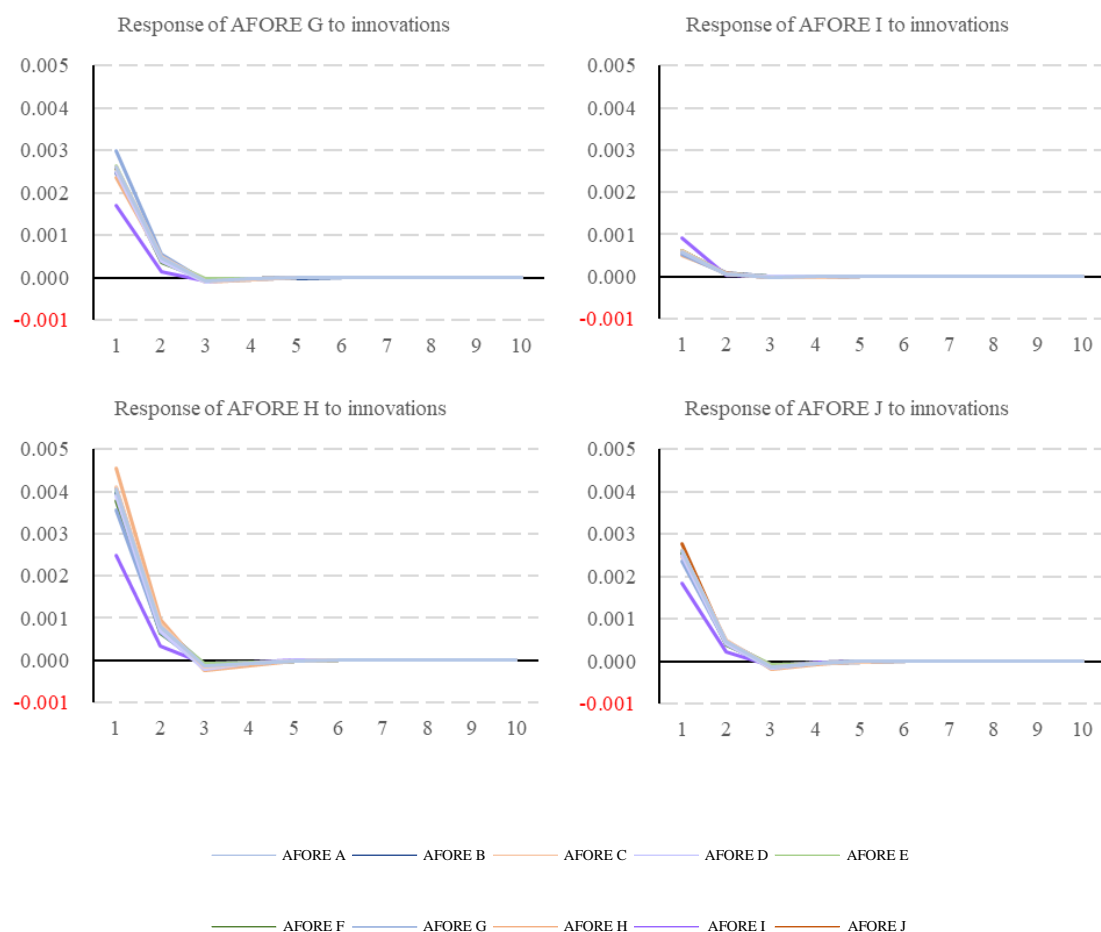 Response of AFORE G to innovations
0.005
0.004
0.003
0.002
0.001
0.000
-0.001
1 2 3 4 5 6 7 8 9 10
Response of AFORE I to innovations
0.005
0.004
0.003
0.002
0.001
0.000
-0.001
1 2 3 4 5 6 7 8 9 10
Response of AFORE H to innovations
0.005
0.004
0.003
0.002
0.001
0.000
-0.001
1 2 3 4 5 6 7 8 9 10
Response of AFORE J to innovations
0.005
0.004
0.003
0.002
0.001
0.000
-0.001
1 2 3 4 5 6 7 8 9 10
AFORE A AFORE B AFORE C AFORE D AFORE E
AFORE F AFORE G AFORE H AFORE I AFORE J